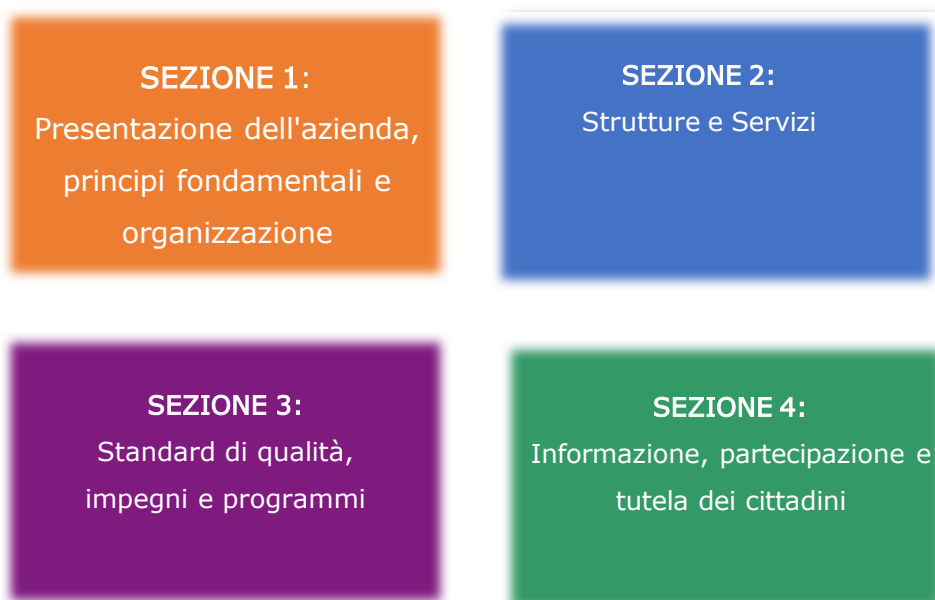 SEZIONE 1:
Presentazione dell'azienda,
principi fondamentali e
organizzazione
SEZIONE 2:
Strutture e Servizi
SEZIONE 3:
Standard di qualità,
impegni e programmi
SEZIONE 4:
Informazione, partecipazione e
tutela dei cittadini